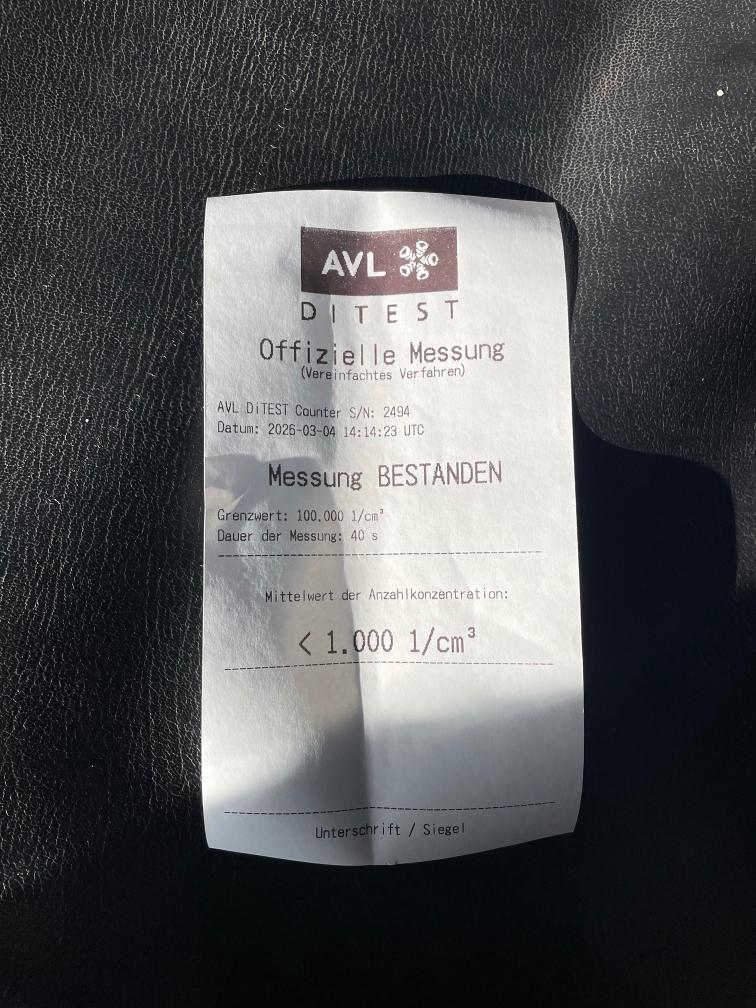 AVL
DITEST
Offizielle Messung
(Vereinfachtes Verfahren)
AVL DiTEST Counter S/N: 2494
Datum: 2026-03-04 14:14:23 UTC
Messung BESTANDEN
Grenzwert: 100.000 1/cm³
Dauer der Messung: 40 s
Mittelwert der Anzahlkonzentration:
< 1.000 1/cm³
Unterschrift / Siegel